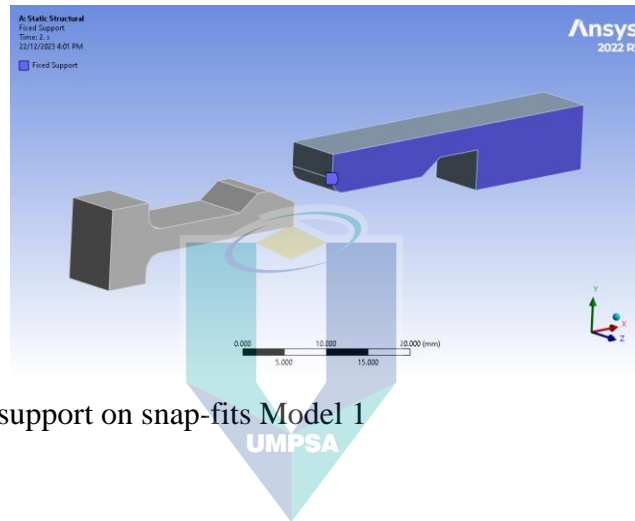 A: Static Structural
Fixed Support
Time: 2. s
22/12/2023 4:01 PM
Fixed Support
Ansys
2022 R
Y
X
Z
0.000 10.000 20.000 (mm)
5.000 15.000
support on snap-fits Model 1
UMPSA